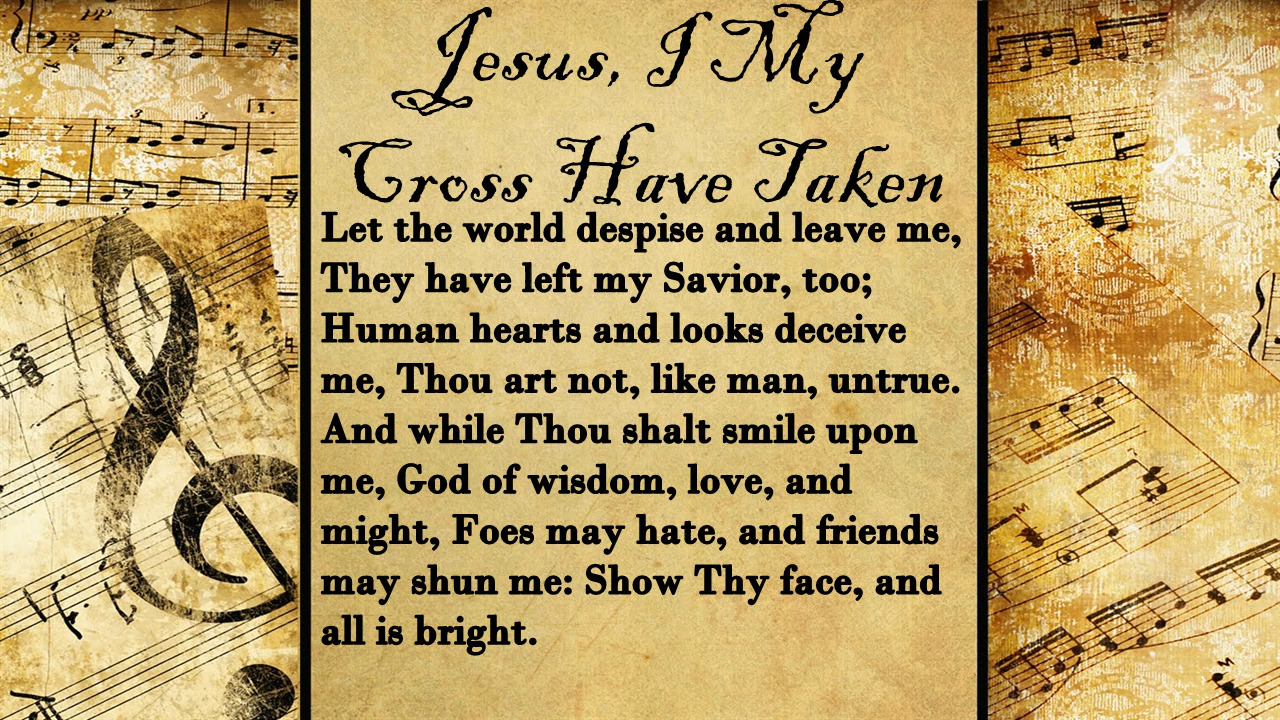 Jesus, I My
Cross Have Taken
Let the world despise and leave me,
They have left my Savior, too;
Human hearts and looks deceive
me, Thou art not, like man, untrue.
And while Thou shalt smile upon
me, God of wisdom, love, and
might, Foes may hate, and friends
may shun me: Show Thy face, and
all is bright.